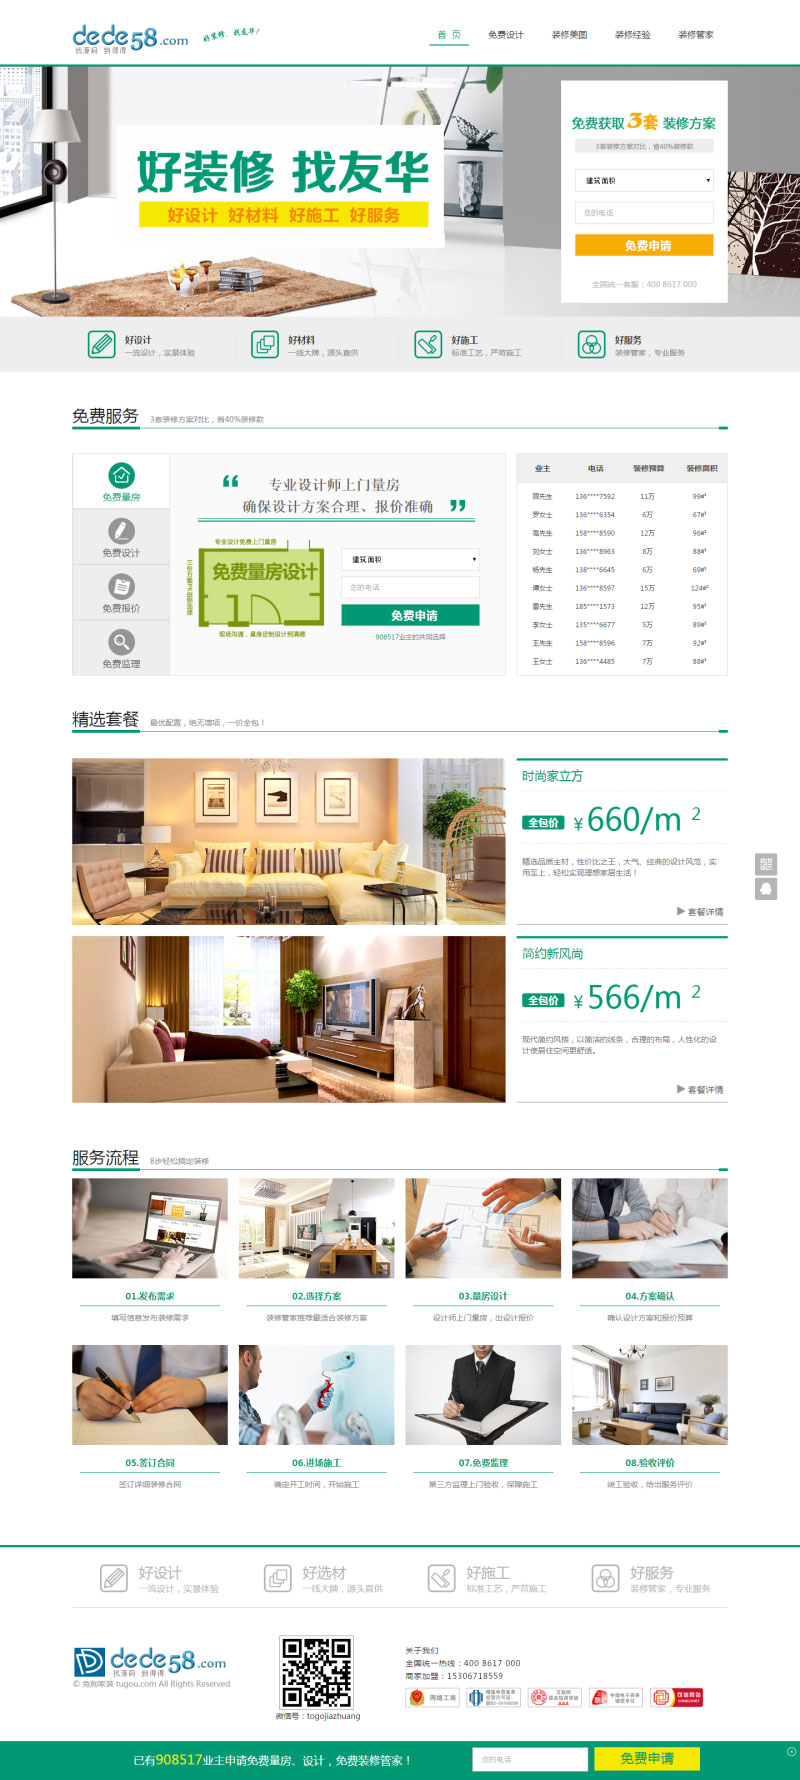 dede58.com
找源码 到得得
好装修，找友华！
首 页
免费设计
装修美图
装修经验
装修管家
好装修 找友华
好设计 好材料 好施工 好服务
免费获取3套装修方案
3套装修方案对比，省40%装修款
建筑面积
您的电话
免费申请
全国统一客服：400 8617 000
好设计
一流设计，实景体验
好材料
一线大牌，源头直供
好施工
标准工艺，严苛施工
好服务
装修管家，专业服务
免费服务
3套装修方案对比，省40%装修款
免费量房
免费设计
免费报价
免费监理
“ 专业设计师上门量房
确保设计方案合理、报价准确 ”
专业设计免费上门量房
免费量房设计
现场沟通，量身定制设计到满意
建筑面积
您的电话
免费申请
908517业主的共同选择
业主 电话 装修预算 装修面积
顾先生 136****7592 11万 99㎡
罗女士 136****6354 6万 67㎡
葛先生 158****8590 12万 96㎡
刘女士 136****8963 8万 88㎡
杨先生 138****6645 6万 69㎡
谭女士 136****8597 15万 124㎡
雷先生 185****1573 12万 95㎡
李女士 135****6677 5万 89㎡
王先生 158****8596 7万 92㎡
王女士 136****4485 7万 88㎡
精选套餐
最优配置，绝无增项，一价全包！
时尚家立方
全包价 ￥660/m 2
精选品质主材，性价比之王，大气、经典的设计风范，实
用至上，轻松实现理想家居生活！
▶ 套餐详情
简约新风尚
全包价 ￥566/m 2
现代简约风格，以简洁的线条，合理的布局，人性化的设
计使居住空间更舒适。
▶ 套餐详情
服务流程
8步轻松搞定装修
01.发布需求
填写信息发布装修需求
02.选择方案
装修管家推荐最适合装修方案
03.量房设计
设计师上门量房，出设计报价
04.方案确认
确认设计方案和报价预算
05.签订合同
签订详细装修合同
06.进场施工
确定开工时间，开始施工
07.免费监理
第三方监理上门验收，保障施工
08.验收评价
竣工验收，给出服务评价
好设计
一流设计，实景体验
好选材
一线大牌，源头直供
好施工
标准工艺，严苛施工
好服务
装修管家，专业服务
dede58.com
找源码 到得得
© 兔狗家装 tugou.com All Rights Reserved
微信号：togojiazhuang
关于我们
全国统一热线：400 8617 000
商家加盟：15306718559
网络工商
可信网站
已有908517业主申请免费量房、设计，免费装修管家！
您的电话
免费申请